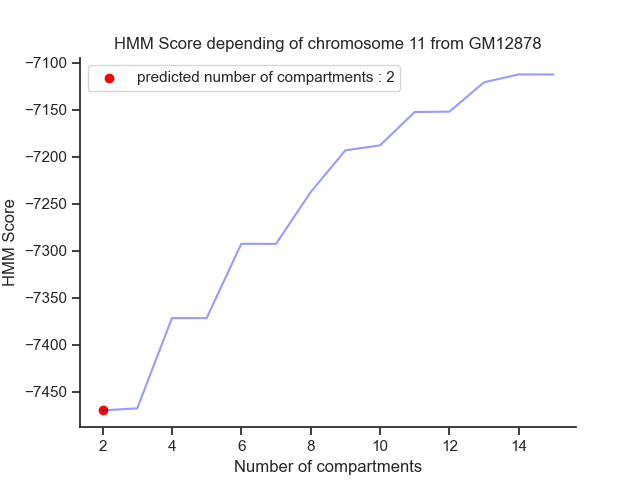 HMM Score depending of chromosome 11 from GM12878
predicted number of compartments : 2
HMM Score
−7100
−7150
−7200
−7250
−7300
−7350
−7400
−7450
2 4 6 8 10 12 14
Number of compartments